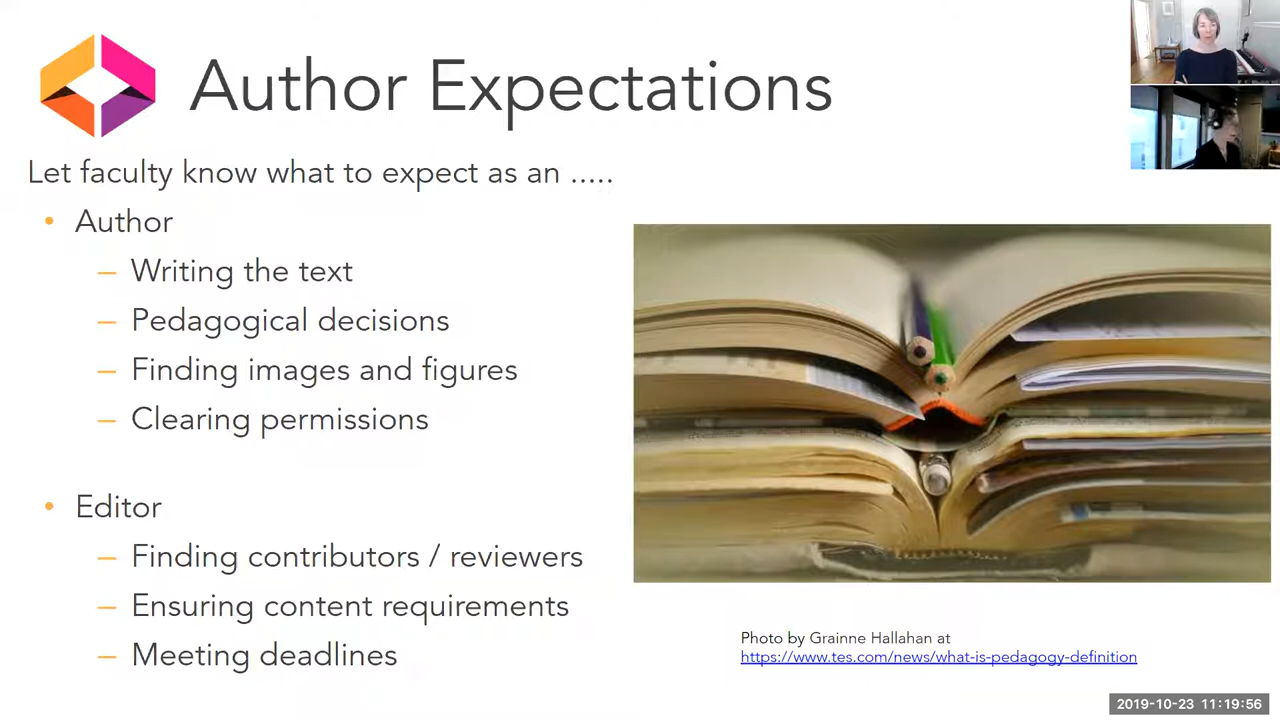 Author Expectations
Let faculty know what to expect as an .....
• Author
– Writing the text
– Pedagogical decisions
– Finding images and figures
– Clearing permissions
• Editor
– Finding contributors / reviewers
– Ensuring content requirements
– Meeting deadlines
Photo by Grainne Hallahan at
https://www.tes.com/news/what-is-pedagogy-definition
2019-10-23 11:19:56